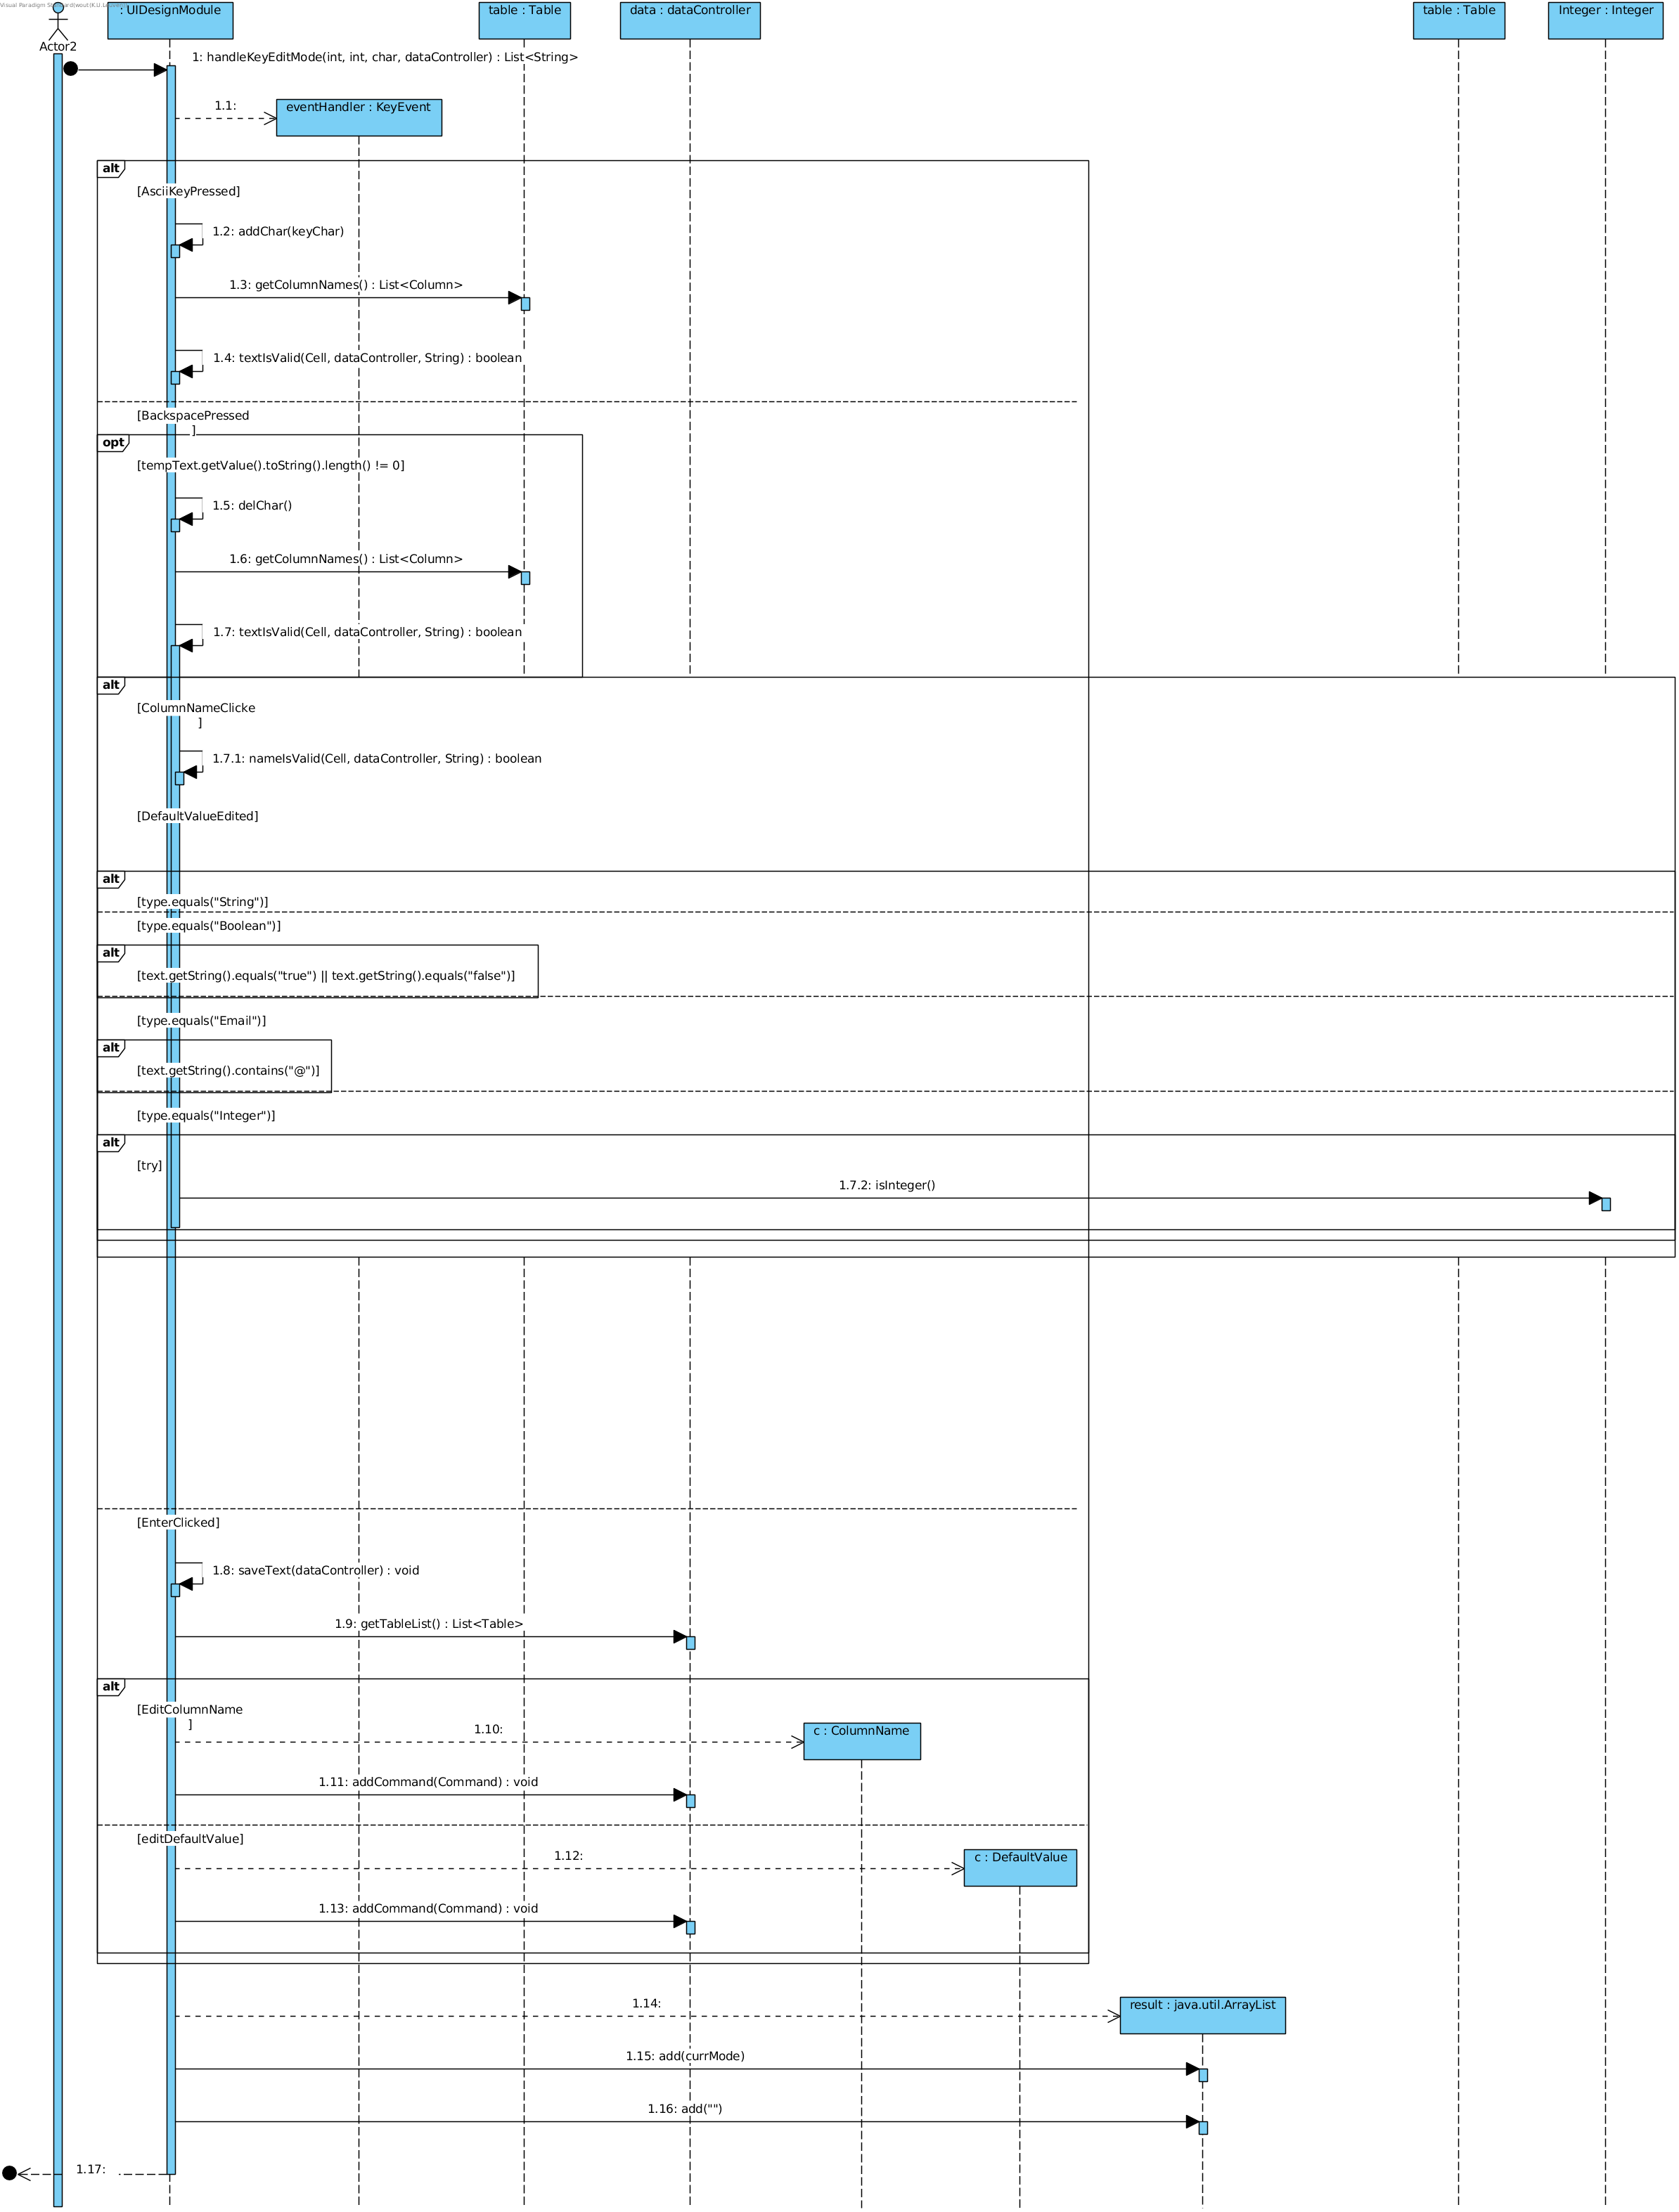 Visual Paradigm Standard(wout(K.U.Leuven))
Actor2
: UIDesignModule
table : Table
data : dataController
table : Table
Integer : Integer
1: handleKeyEditMode(int, int, char, dataController) : List<String>
1.1:
eventHandler : KeyEvent
alt
[AsciiKeyPressed]
1.2: addChar(keyChar)
1.3: getColumnNames() : List<Column>
1.4: textIsValid(Cell, dataController, String) : boolean
[BackspacePressed
]
opt
[tempText.getValue().toString().length() != 0]
1.5: delChar()
1.6: getColumnNames() : List<Column>
1.7: textIsValid(Cell, dataController, String) : boolean
alt
[ColumnNameClicke
]
1.7.1: nameIsValid(Cell, dataController, String) : boolean
[DefaultValueEdited]
alt
[type.equals("String")]
[type.equals("Boolean")]
alt
[text.getString().equals("true") || text.getString().equals("false")]
[type.equals("Email")]
alt
[text.getString().contains("@")]
[type.equals("Integer")]
alt
[try]
1.7.2: isInteger()
[EnterClicked]
1.8: saveText(dataController) : void
1.9: getTableList() : List<Table>
alt
[EditColumnName
]
1.10:
c : ColumnName
1.11: addCommand(Command) : void
[editDefaultValue]
1.12:
c : DefaultValue
1.13: addCommand(Command) : void
1.14:
result : java.util.ArrayList
1.15: add(currMode)
1.16: add("")
1.17: